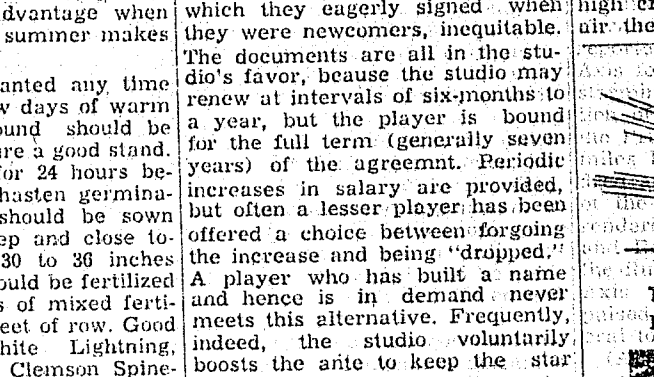 dvantage when
summer makes
anted any time
w days of warm
ound should be
ure a good stand.
for 24 hours be-
hasten germina-
should be sown
ep and close to-
30 to 36 inches
ould be fertilized
s of mixed ferti-
eet of row. Good
hite Lightning,
Clemson Spine-
which they eagerly signed when
they were newcomers, inequitable.
The documents are all in the stu-
dio's favor, beause the studio may
renew at intervals of six-months to
a year, but the player is bound
for the full term (generally seven
years) of the agreemnt. Periodic
increases in salary are provided,
but often a lesser player has been
offered a choice between forgoing
the increase and being "dropped."
A player who has built a name
and hence is in demand never
meets this alternative. Frequently,
indeed, the studio voluntarily
boosts the ante to keep the star
air the